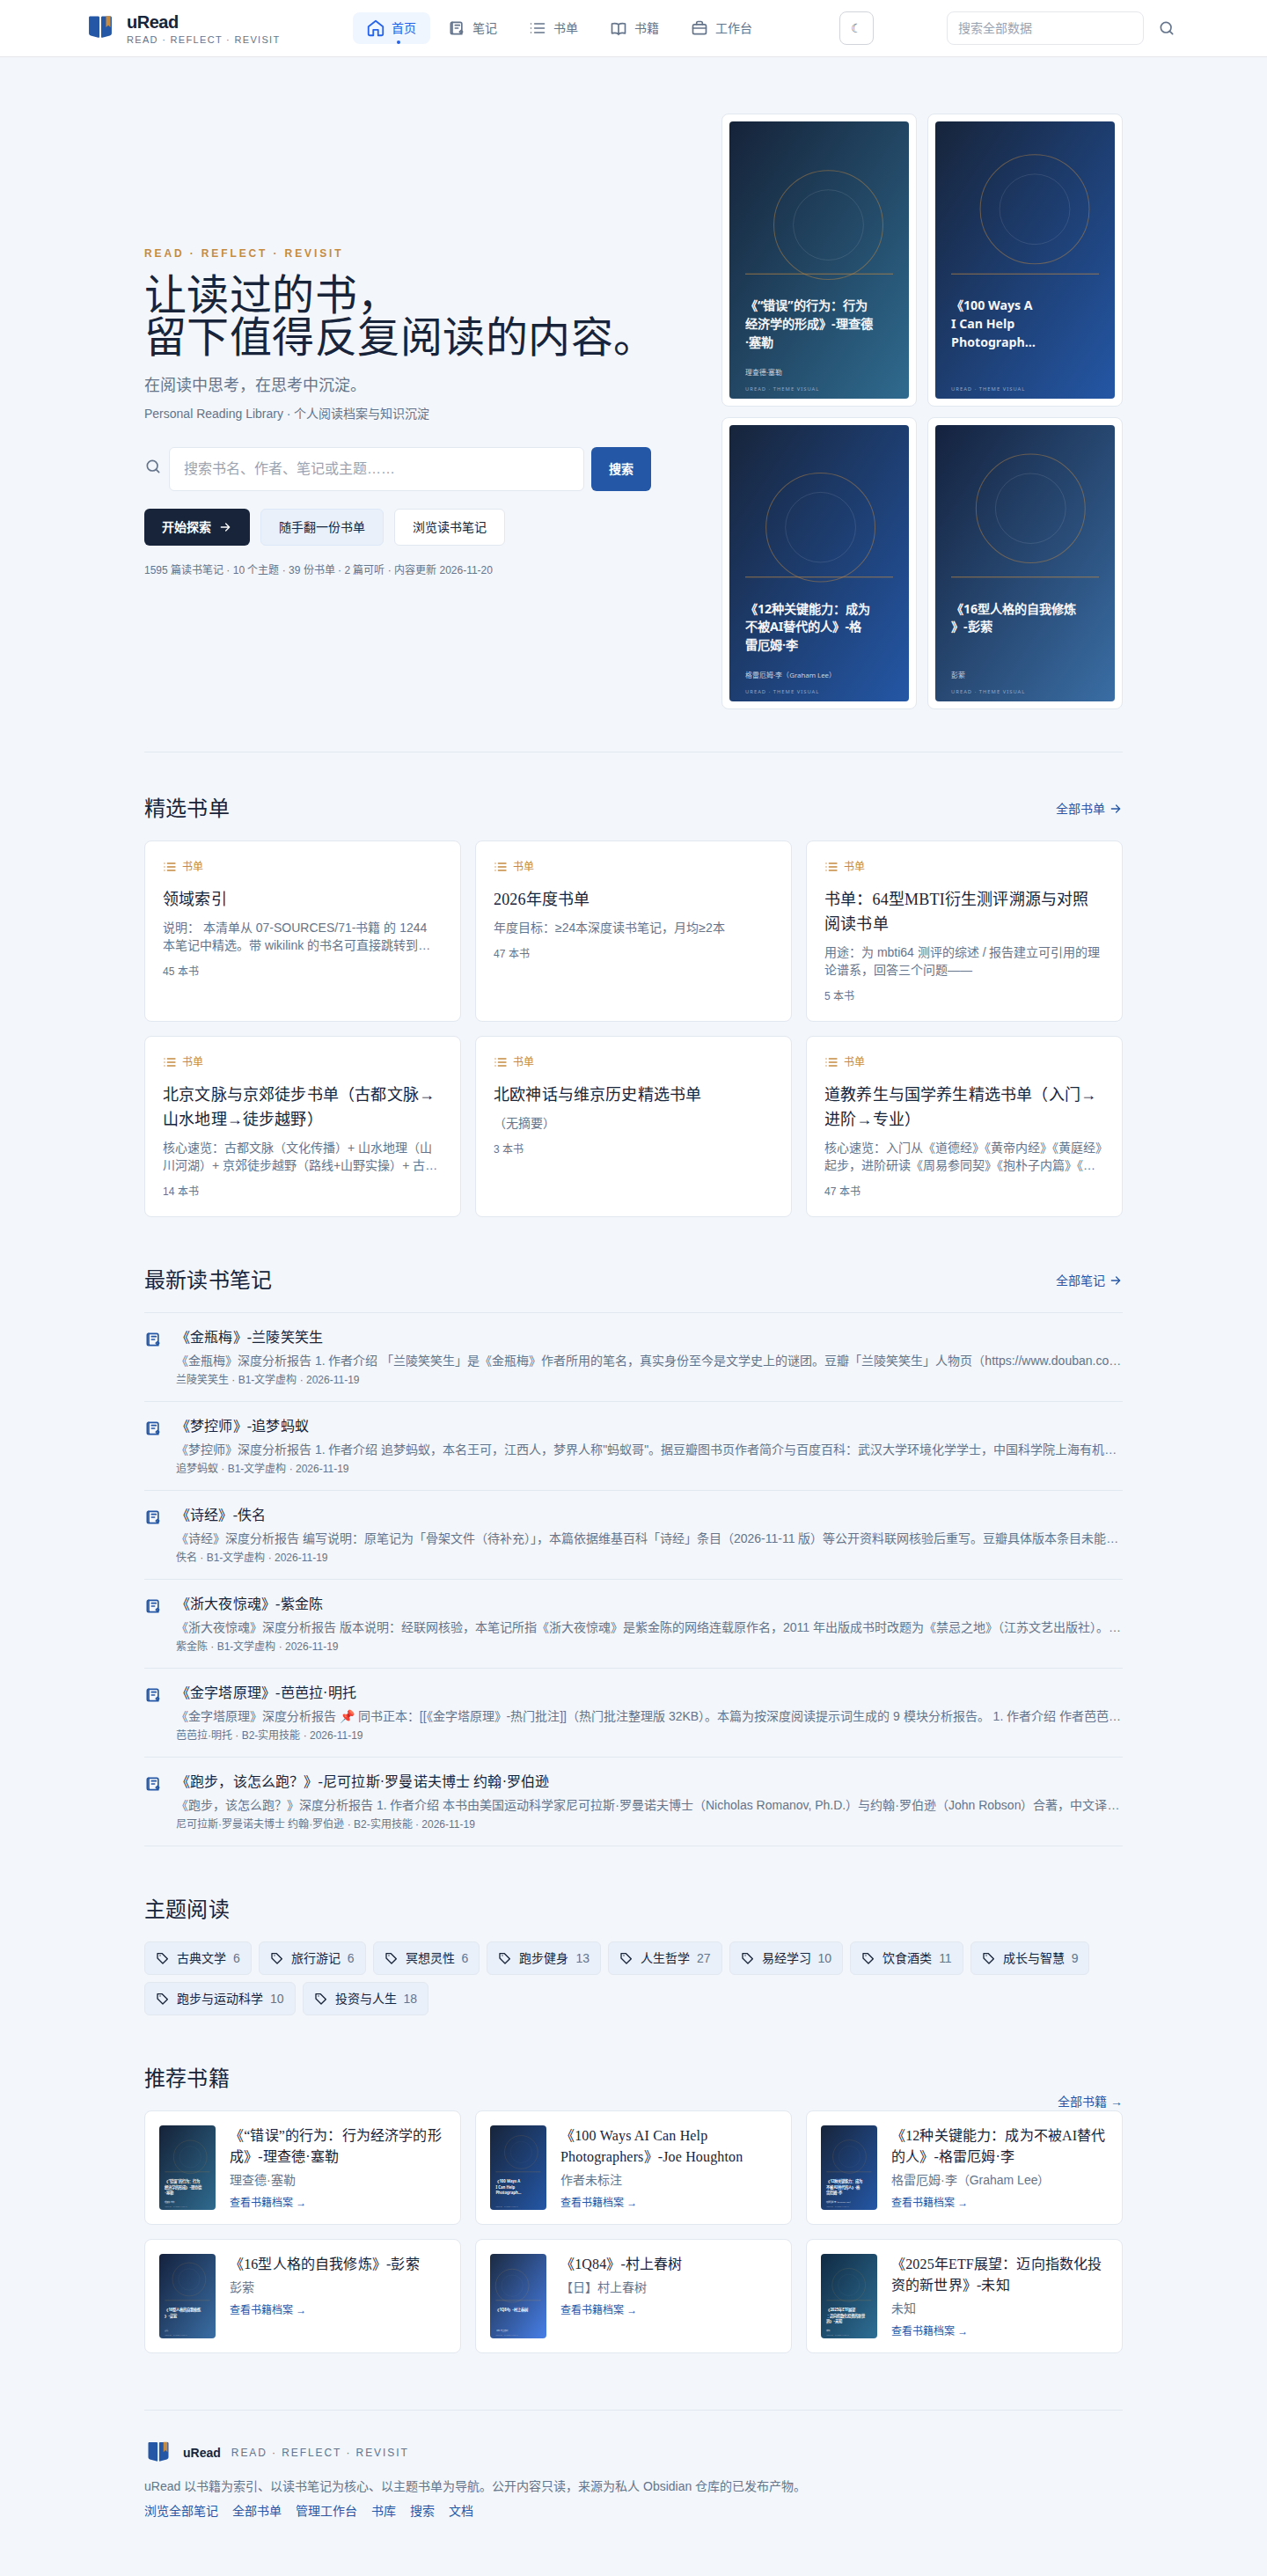 uRead
READ · REFLECT · REVISIT
首页
笔记
书单
书籍
工作台
搜索全部数据
READ · REFLECT · REVISIT
让读过的书，
留下值得反复阅读的内容。
在阅读中思考，在思考中沉淀。
Personal Reading Library · 个人阅读档案与知识沉淀
搜索书名、作者、笔记或主题……
搜索
开始探索 →
随手翻一份书单
浏览读书笔记
1595 篇读书笔记 · 10 个主题 · 39 份书单 · 2 篇可听 · 内容更新 2026-11-20
《“错误”的行为：行为
经济学的形成》-理查德
·塞勒
理查德·塞勒
UREAD · THEME VISUAL
《100 Ways A
I Can Help
Photograph…
UREAD · THEME VISUAL
《12种关键能力：成为
不被AI替代的人》-格
雷厄姆·李
格雷厄姆·李（Graham Lee）
UREAD · THEME VISUAL
《16型人格的自我修炼
》-彭萦
彭萦
UREAD · THEME VISUAL
精选书单
全部书单 →
书单
领域索引
说明： 本清单从 07-SOURCES/71-书籍 的 1244
本笔记中精选。带 wikilink 的书名可直接跳转到…
45 本书
书单
2026年度书单
年度目标：≥24本深度读书笔记，月均≥2本
47 本书
书单
书单：64型MBTI衍生测评溯源与对照
阅读书单
用途：为 mbti64 测评的综述 / 报告建立可引用的理
论谱系，回答三个问题——
5 本书
书单
北京文脉与京郊徒步书单（古都文脉→
山水地理→徒步越野）
核心速览：古都文脉（文化传播）+ 山水地理（山
川河湖）+ 京郊徒步越野（路线+山野实操）+ 古…
14 本书
书单
北欧神话与维京历史精选书单
（无摘要）
3 本书
书单
道教养生与国学养生精选书单（入门→
进阶→专业）
核心速览：入门从《道德经》《黄帝内经》《黄庭经》
起步，进阶研读《周易参同契》《抱朴子内篇》《…
47 本书
最新读书笔记
全部笔记 →
《金瓶梅》-兰陵笑笑生
《金瓶梅》深度分析报告 1. 作者介绍 「兰陵笑笑生」是《金瓶梅》作者所用的笔名，真实身份至今是文学史上的谜团。豆瓣「兰陵笑笑生」人物页（https://www.douban.co…
兰陵笑笑生 · B1-文学虚构 · 2026-11-19
《梦控师》-追梦蚂蚁
《梦控师》深度分析报告 1. 作者介绍 追梦蚂蚁，本名王可，江西人，梦界人称"蚂蚁哥"。据豆瓣图书页作者简介与百度百科：武汉大学环境化学学士，中国科学院上海有机…
追梦蚂蚁 · B1-文学虚构 · 2026-11-19
《诗经》-佚名
《诗经》深度分析报告 编写说明：原笔记为「骨架文件（待补充）」，本篇依据维基百科「诗经」条目（2026-11-11 版）等公开资料联网核验后重写。豆瓣具体版本条目未能…
佚名 · B1-文学虚构 · 2026-11-19
《浙大夜惊魂》-紫金陈
《浙大夜惊魂》深度分析报告 版本说明：经联网核验，本笔记所指《浙大夜惊魂》是紫金陈的网络连载原作名，2011 年出版成书时改题为《禁忌之地》（江苏文艺出版社）。…
紫金陈 · B1-文学虚构 · 2026-11-19
《金字塔原理》-芭芭拉·明托
《金字塔原理》深度分析报告 📌 同书正本：[[《金字塔原理》-热门批注]]（热门批注整理版 32KB）。本篇为按深度阅读提示词生成的 9 模块分析报告。 1. 作者介绍 作者芭芭…
芭芭拉·明托 · B2-实用技能 · 2026-11-19
《跑步，该怎么跑？》-尼可拉斯·罗曼诺夫博士 约翰·罗伯逊
《跑步，该怎么跑？》深度分析报告 1. 作者介绍 本书由美国运动科学家尼可拉斯·罗曼诺夫博士（Nicholas Romanov, Ph.D.）与约翰·罗伯逊（John Robson）合著，中文译…
尼可拉斯·罗曼诺夫博士 约翰·罗伯逊 · B2-实用技能 · 2026-11-19
主题阅读
古典文学 6
旅行游记 6
冥想灵性 6
跑步健身 13
人生哲学 27
易经学习 10
饮食酒类 11
成长与智慧 9
跑步与运动科学 10
投资与人生 18
推荐书籍
全部书籍 →
《“错误”的行为：行为经济学的形
成》-理查德·塞勒
理查德·塞勒
查看书籍档案 →
《100 Ways AI Can Help
Photographers》-Joe Houghton
作者未标注
查看书籍档案 →
《12种关键能力：成为不被AI替代
的人》-格雷厄姆·李
格雷厄姆·李（Graham Lee）
查看书籍档案 →
《16型人格的自我修炼》-彭萦
彭萦
查看书籍档案 →
《1Q84》-村上春树
【日】村上春树
查看书籍档案 →
《2025年ETF展望：迈向指数化投
资的新世界》-未知
未知
查看书籍档案 →
uRead READ · REFLECT · REVISIT
uRead 以书籍为索引、以读书笔记为核心、以主题书单为导航。公开内容只读，来源为私人 Obsidian 仓库的已发布产物。
浏览全部笔记 全部书单 管理工作台 书库 搜索 文档